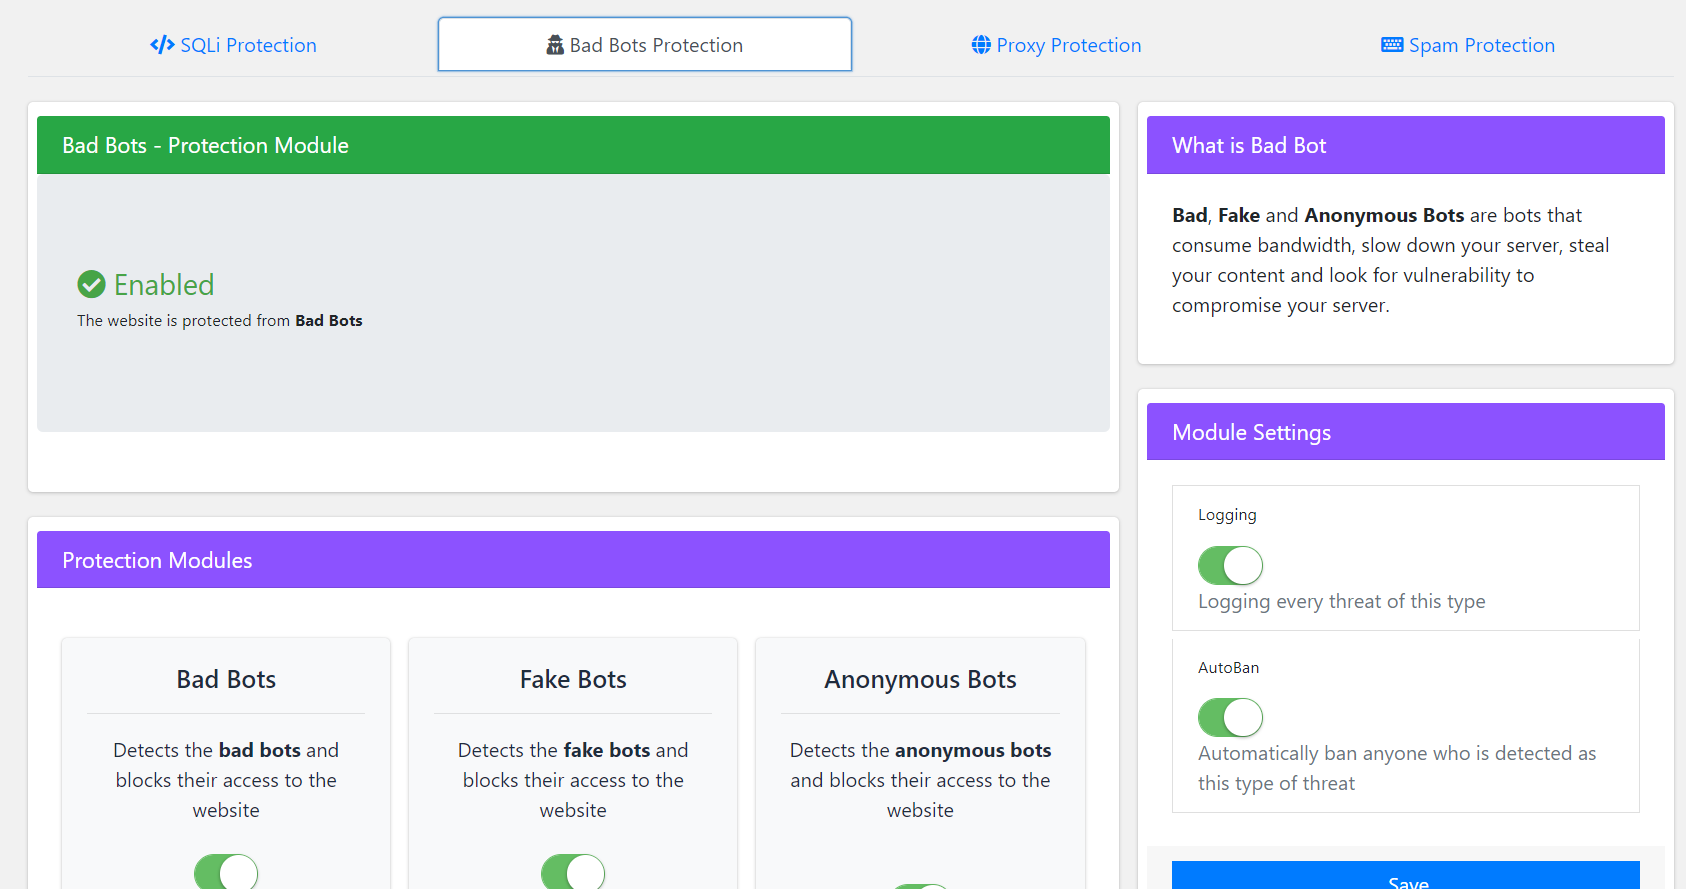 SQLi Protection
Bad Bots Protection
Proxy Protection
Spam Protection
Bad Bots - Protection Module
Enabled
The website is protected from Bad Bots
What is Bad Bot
Bad, Fake and Anonymous Bots are bots that
consume bandwidth, slow down your server, steal
your content and look for vulnerability to
compromise your server.
Protection Modules
Bad Bots
Detects the bad bots and
blocks their access to the
website
Fake Bots
Detects the fake bots and
blocks their access to the
website
Anonymous Bots
Detects the anonymous bots
and blocks their access to the
website
Module Settings
Logging
Logging every threat of this type
AutoBan
Automatically ban anyone who is detected as
this type of threat
Save